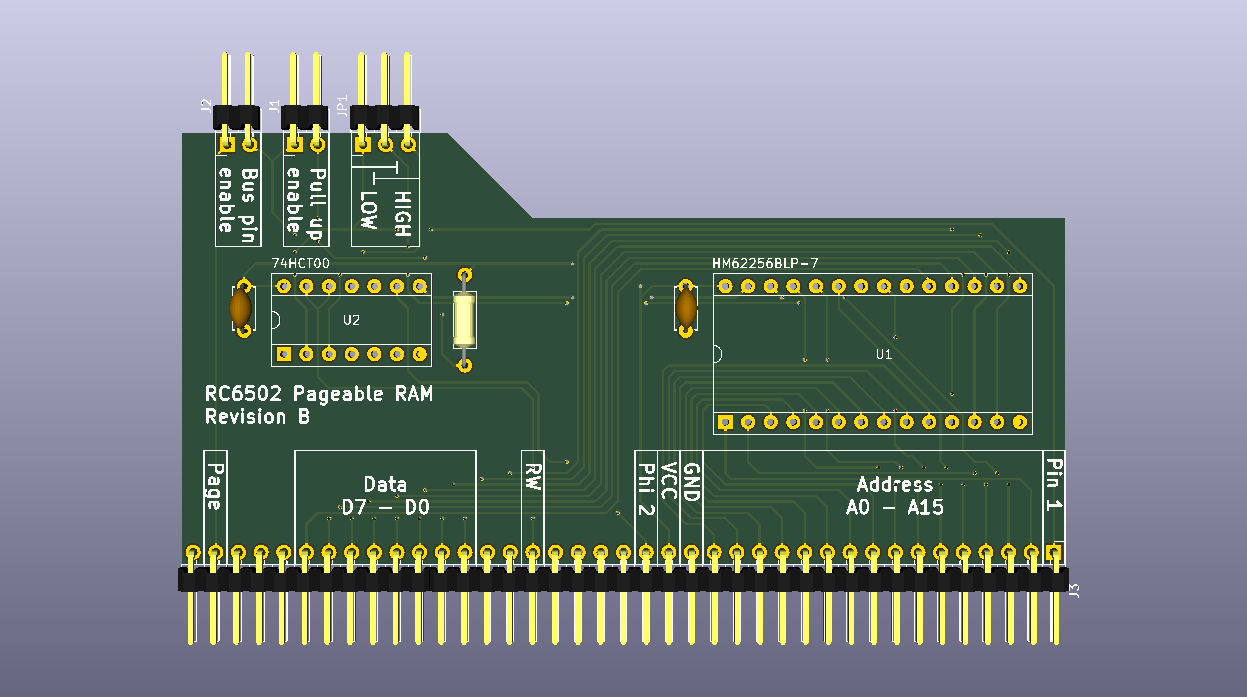 J2
J1
JP1
Bus pin
enable
Pull up
enable
HIGH
LOW
74HCT00
HM62256BLP-7
U2
U1
RC6502 Pageable RAM
Revision B
Page
Data
D7 - D0
RW
Phi 2
VCC
GND
Address
A0 - A15
Pin 1
J3